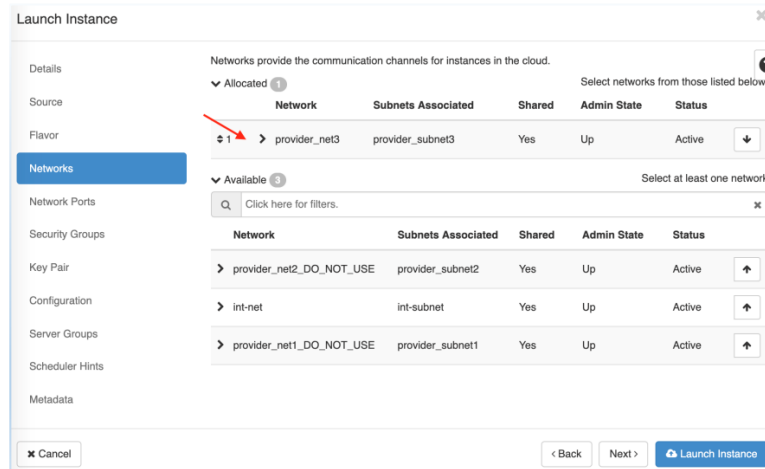 Launch Instance
Details
Source
Flavor
Networks
Network Ports
Security Groups
Key Pair
Configuration
Server Groups
Scheduler Hints
Metadata
Networks provide the communication channels for instances in the cloud.
Allocated 1 Select networks from those listed below
Network Subnets Associated Shared Admin State Status
1 provider_net3 provider_subnet3 Yes Up Active
Available 3 Select at least one network
Click here for filters.
Network Subnets Associated Shared Admin State Status
provider_net2_DO_NOT_USE provider_subnet2 Yes Up Active
int-net int-subnet Yes Up Active
provider_net1_DO_NOT_USE provider_subnet1 Yes Up Active
Cancel < Back Next > Launch Instance